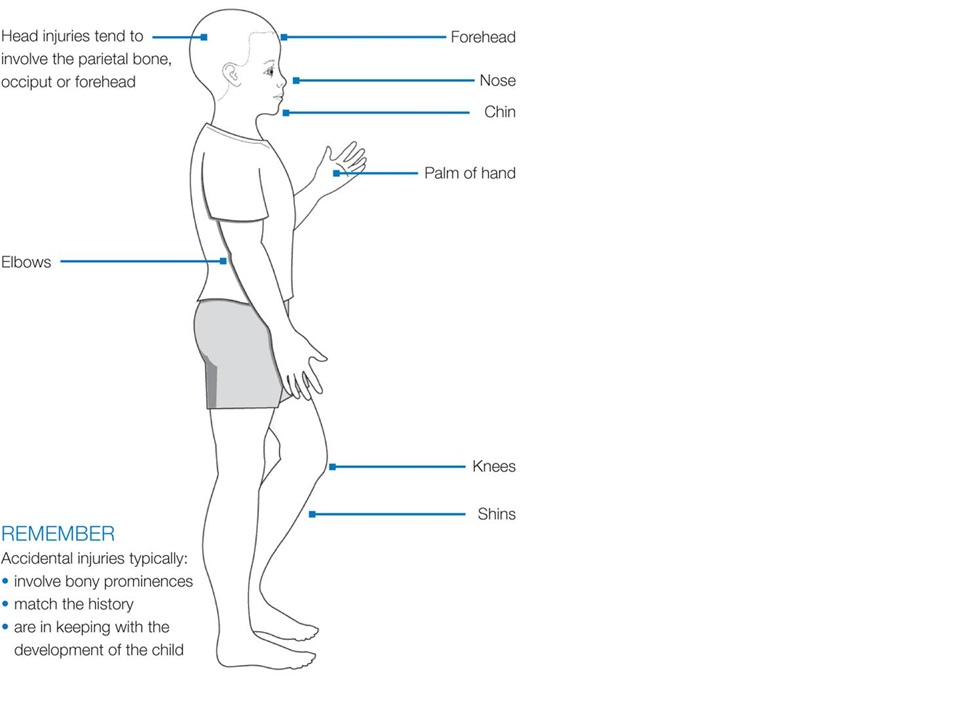 Head injuries tend to
involve the parietal bone,
occiput or forehead
Forehead
Nose
Chin
Palm of hand
Elbows
Knees
Shins
REMEMBER
Accidental injuries typically:
• involve bony prominences
• match the history
• are in keeping with the
development of the child